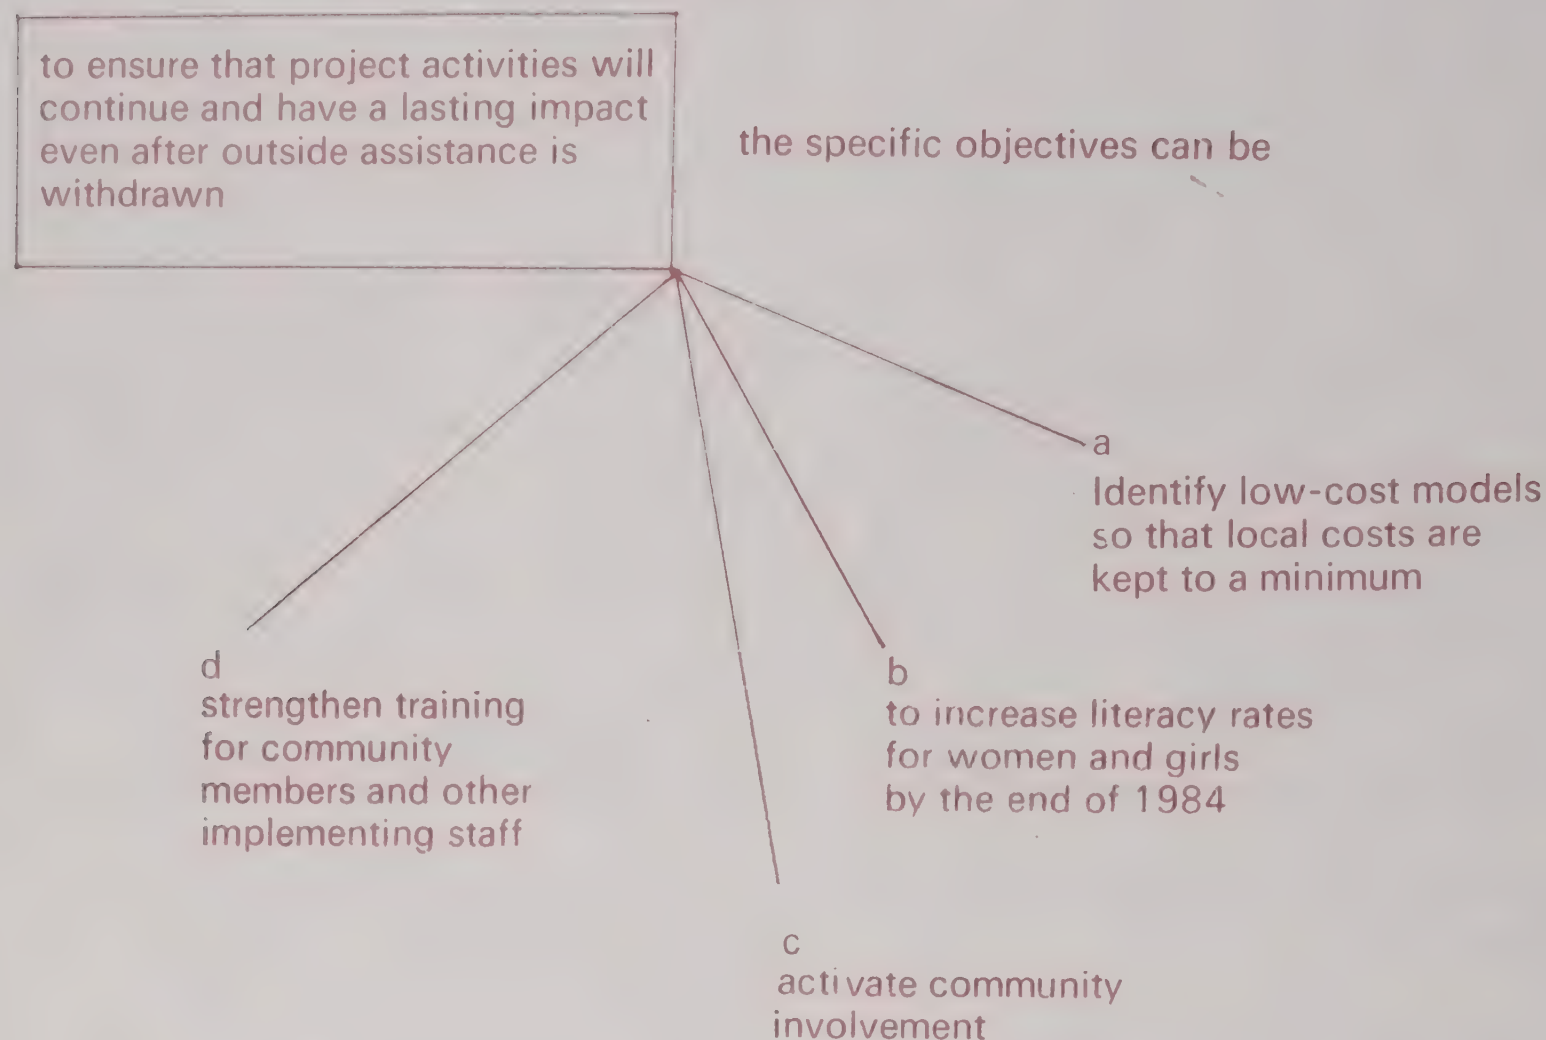 to ensure that project activities will
continue and have a lasting impact
even after outside assistance is
withdrawn
the specific objectives can be
a
Identify low-cost models
so that local costs are
kept to a minimum
b
to increase literacy rates
for women and girls
by the end of 1984
c
activate community
involvement
d
strengthen training
for community
members and other
implementing staff